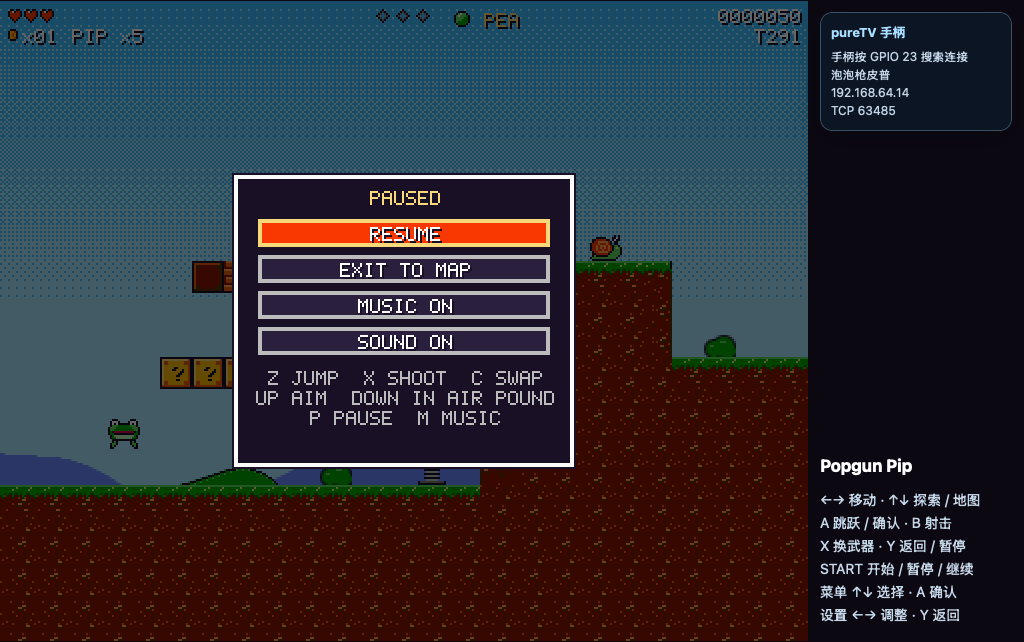 x01 PIP x5
PEA
0000050
T291
? ?
PAUSED
RESUME
EXIT TO MAP
MUSIC ON
SOUND ON
Z JUMP X SHOOT C SWAP
UP AIM DOWN IN AIR POUND
P PAUSE M MUSIC
pureTV 手柄
手柄按 GPIO 23 搜索连接
泡泡枪皮普
192.168.64.14
TCP 63485
Popgun Pip
←→ 移动 · ↑↓ 探索 / 地图
A 跳跃 / 确认 · B 射击
X 换武器 · Y 返回 / 暂停
START 开始 / 暂停 / 继续
菜单 ↑↓ 选择 · A 确认
设置 ←→ 调整 · Y 返回